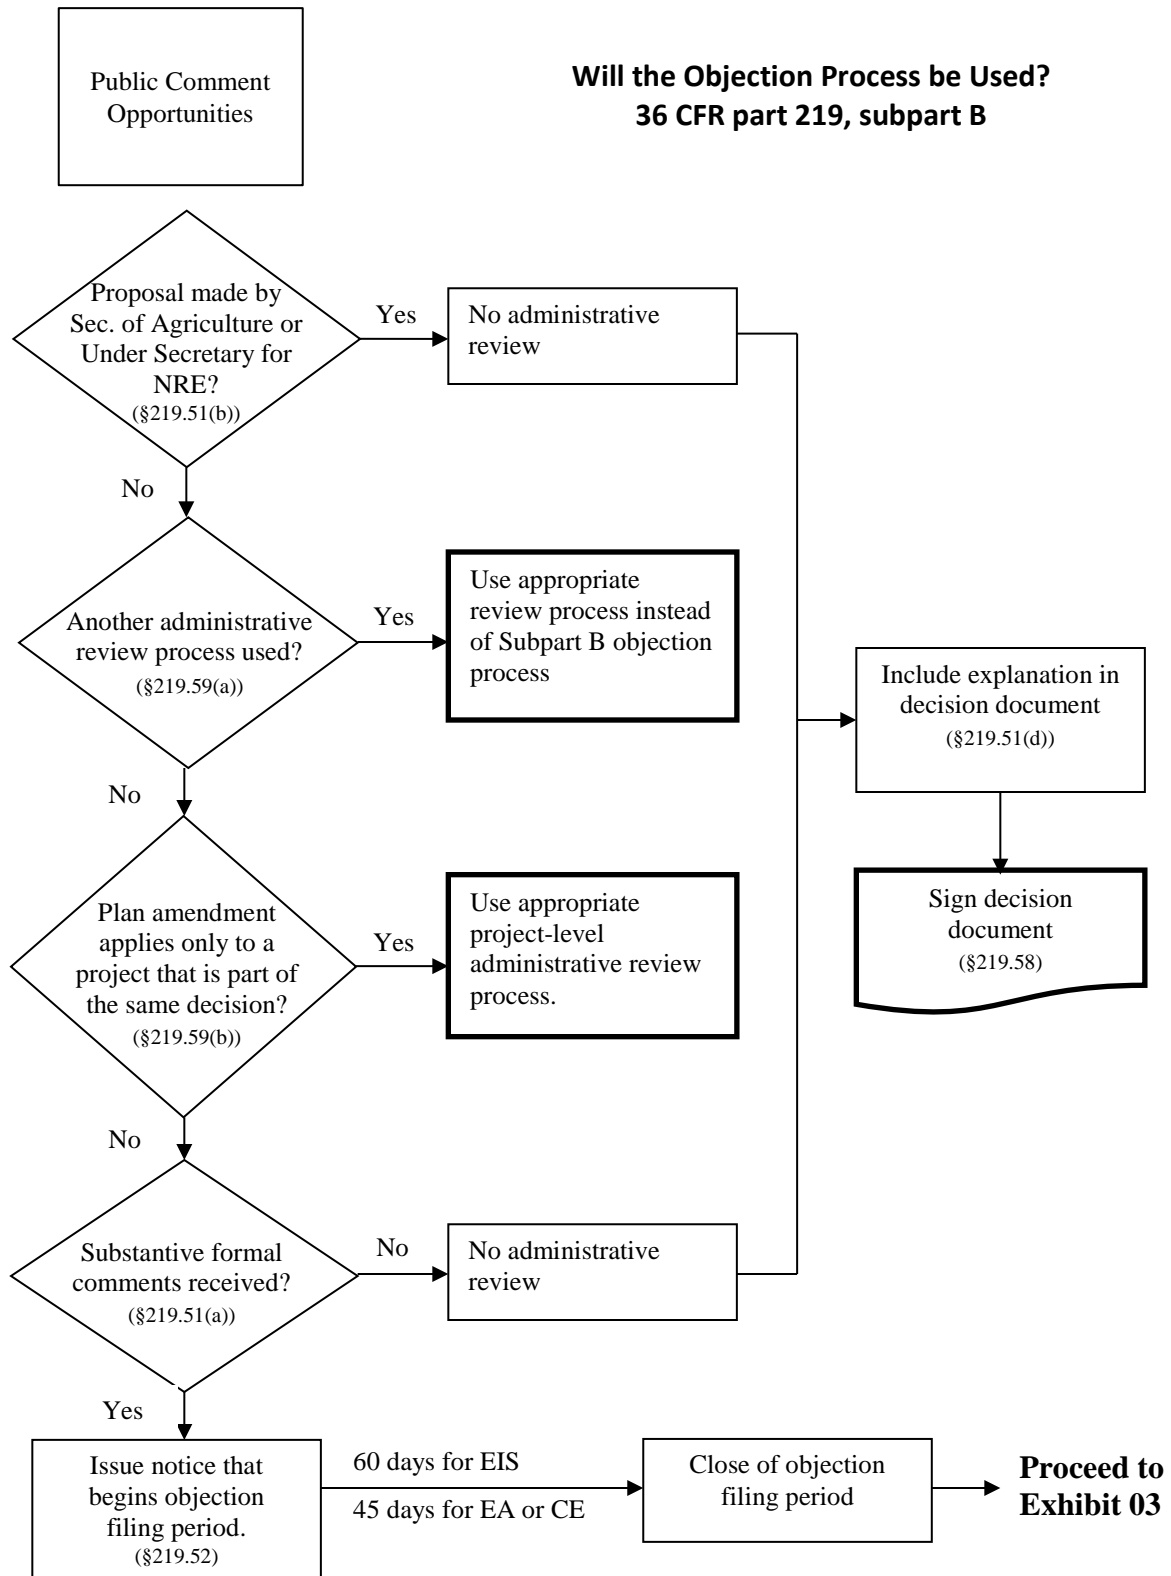 Public Comment
Opportunities
Will the Objection Process be Used?
36 CFR part 219, subpart B
Proposal made by
Sec. of Agriculture or
Under Secretary for
NRE?
(§219.51(b))
Yes
No administrative
review
No
Another administrative
review process used?
(§219.59(a))
Yes
Use appropriate
review process instead
of Subpart B objection
process
Include explanation in
decision document
(§219.51(d))
Sign decision
document
(§219.58)
No
Plan amendment
applies only to a
project that is part of
the same decision?
(§219.59(b))
Yes
Use appropriate
project-level
administrative review
process.
No
Substantive formal
comments received?
(§219.51(a))
No
No administrative
review
Yes
Issue notice that
begins objection
filing period.
(§219.52)
60 days for EIS
45 days for EA or CE
Close of objection
filing period
Proceed to
Exhibit 03